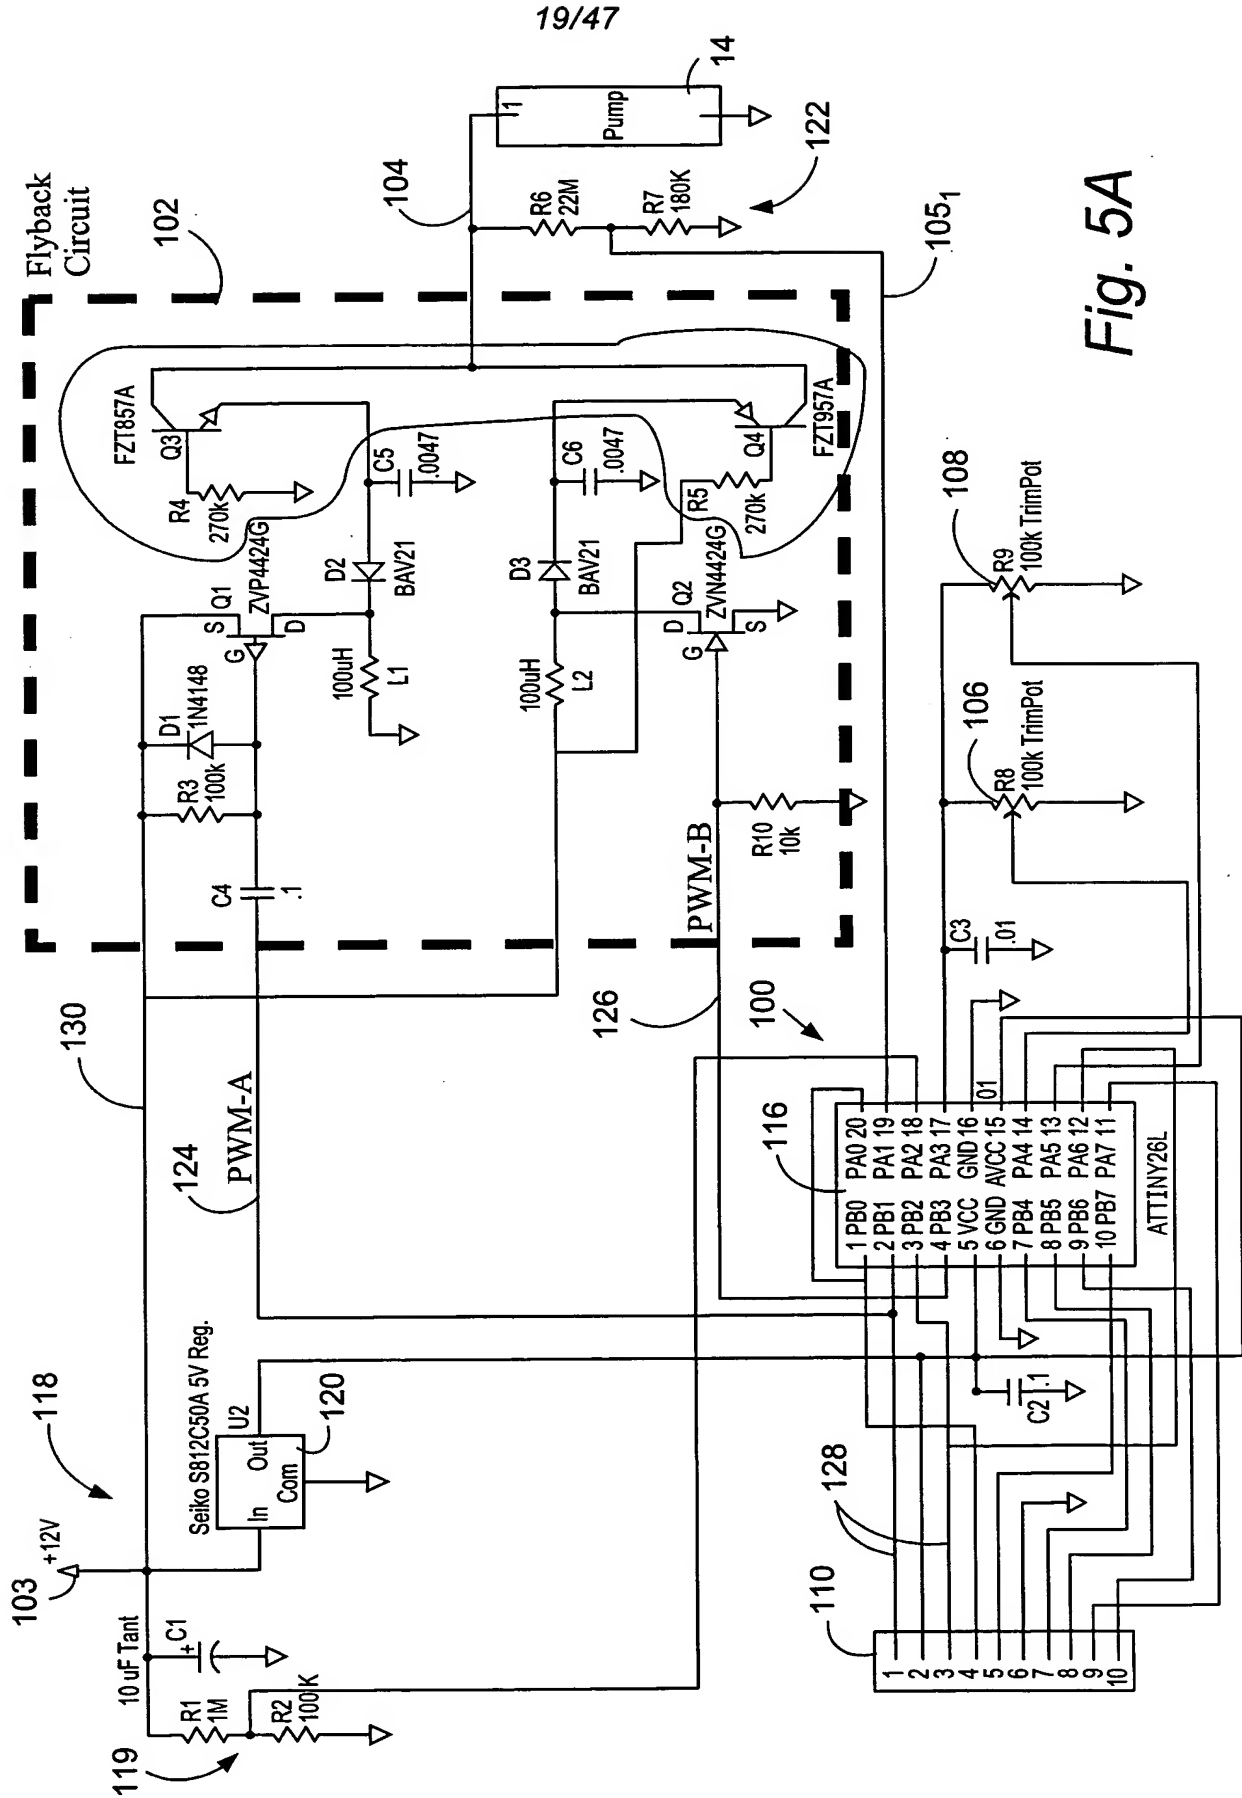 19/47
Flyback
Circuit
102
104
14
1
Pump
R6
22M
R7
180K
122
105₁
Fig. 5A
FZT857A
Q3
R4
270k
ZVP4424G
C5
.0047
C6
.0047
R5
270k
Q4
FZT957A
Q1
S
D
G
D2
BAV21
D3
BAV21
Q2
ZVN4424G
D
S
G
100uH
L1
100uH
L2
D1
1N4148
R3
100k
C4
.1
PWM-B
R10
10k
108
R9
100k TrimPot
106
R8
100k TrimPot
C3
.01
130
124
PWM-A
126
100
116
1 PB0 PA0 20
2 PB1 PA1 19
3 PB2 PA2 18
4 PB3 PA3 17
5 VCC GND 16
6 GND AVCC 15
7 PB4 PA4 14
8 PB5 PA5 13
9 PB6 PA6 12
10 PB7 PA7 11
01
ATTINY26L
118
Seiko S812C50A 5V Reg.
U2
In
Out
Com
120
103
+12V
10 uF Tant
+
C1
R1
1M
R2
100K
119
C2
.1
128
110
1
2
3
4
5
6
7
8
9
10